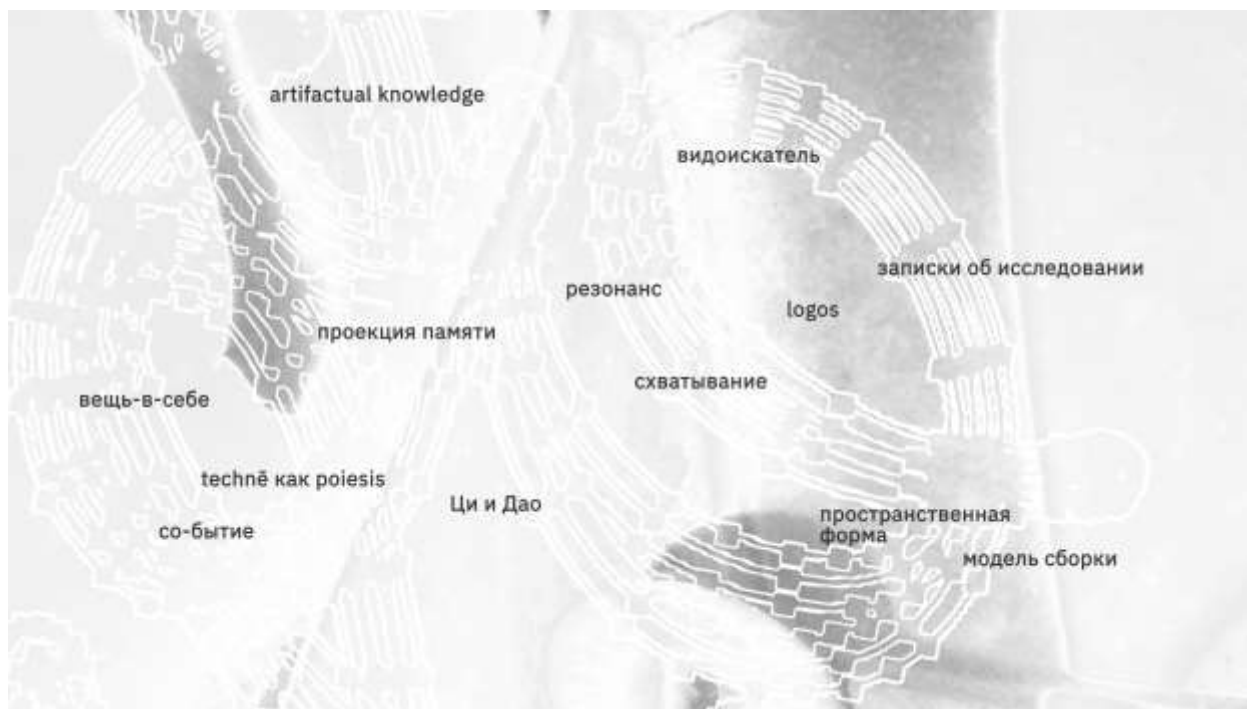 artifactual knowledge
видоискатель
записки об исследовании
резонанс
logos
проекция памяти
схватывание
вещь-в-себе
technē как poiesis
Ци и Дао
со-бытие
пространственная
форма
модель сборки